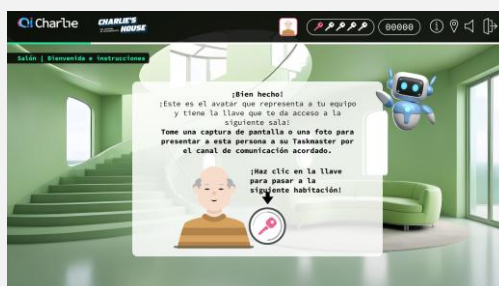 Charlie
CHARLIE'S
HOUSE
00000
Salón | Bienvenida e instrucciones
¡Bien hecho!
¡Este es el avatar que representa a tu equipo
y tiene la llave que te da acceso a la
siguiente sala!
Tome una captura de pantalla o una foto para
presentar a esta persona a su Taskmaster por
el canal de comunicación acordado.
¡Haz clic en la llave
para pasar a la
siguiente habitación!